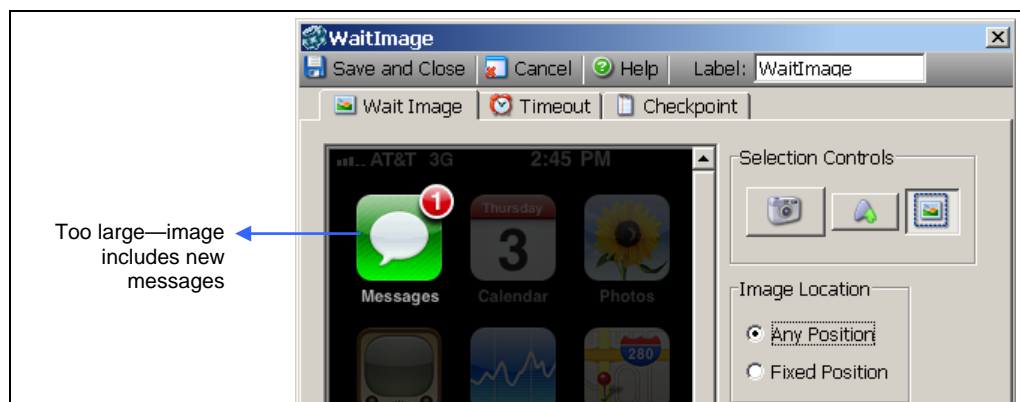 WaitImage
Save and Close Cancel Help Label: WaitImage
Wait Image Timeout Checkpoint
AT&T 3G 2:45 PM
Selection Controls
1
Thursday
3
Too large—image
includes new
messages
Messages Calendar Photos
Image Location
Any Position
280
Fixed Position